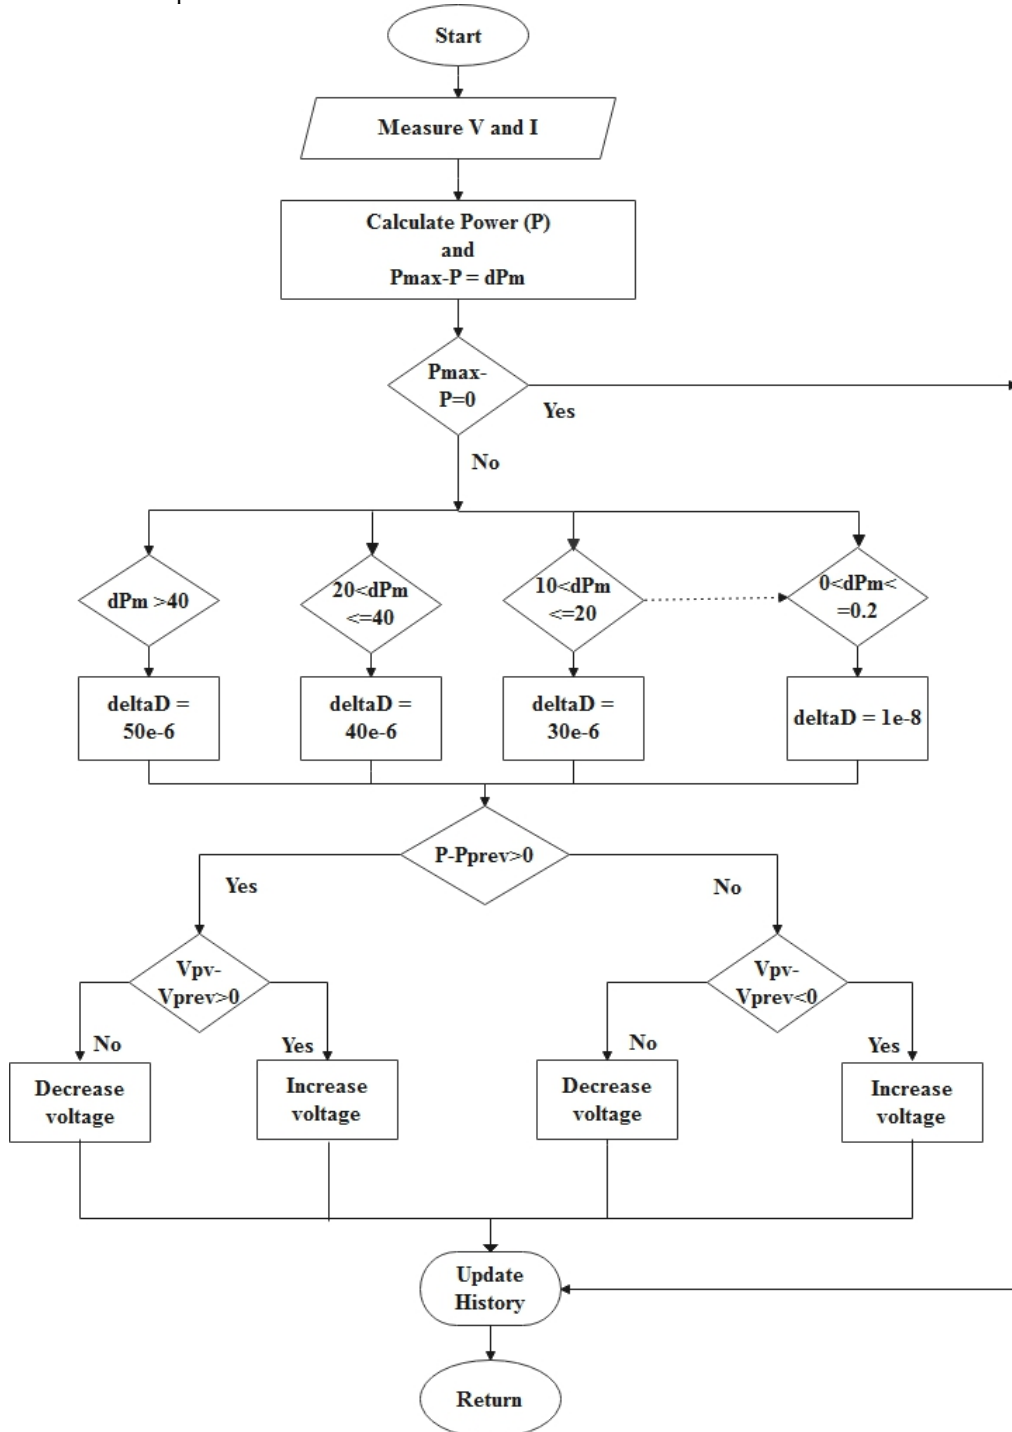 Start
Measure V and I
Calculate Power (P)
and
Pmax-P = dPm
Pmax-
P=0
Yes
No
dPm >40
20<dPm
<=40
10<dPm
<=20
0<dPm<
=0.2
deltaD =
50e-6
deltaD =
40e-6
deltaD =
30e-6
deltaD = 1e-8
P-Pprev>0
Yes
No
Vpv-
Vprev>0
Vpv-
Vprev<0
No
Yes
No
Yes
Decrease
voltage
Increase
voltage
Decrease
voltage
Increase
voltage
Update
History
Return